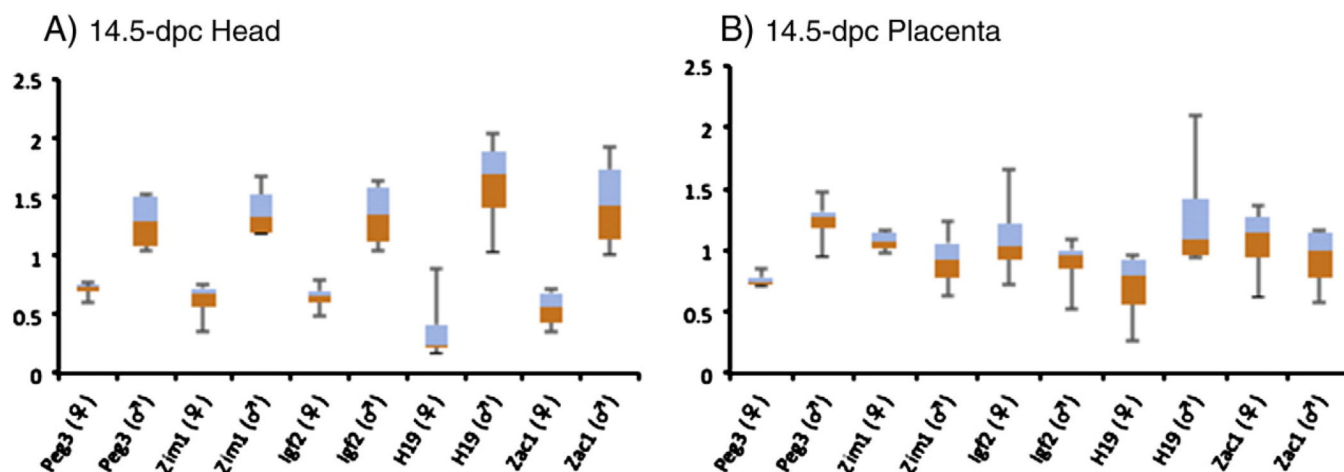 A) 14.5-dpc Head
2.5
2
1.5
1
0.5
0
Peg3 (♀)
Peg3 (♂)
Zim1 (♀)
Zim1 (♂)
Igf2 (♀)
Igf2 (♂)
H19 (♀)
H19 (♂)
Zac1 (♀)
Zac1 (♂)
B) 14.5-dpc Placenta
2.5
2
1.5
1
0.5
0
Peg3 (♀)
Peg3 (♂)
Zim1 (♀)
Zim1 (♂)
Igf2 (♀)
Igf2 (♂)
H19 (♀)
H19 (♂)
Zac1 (♀)
Zac1 (♂)